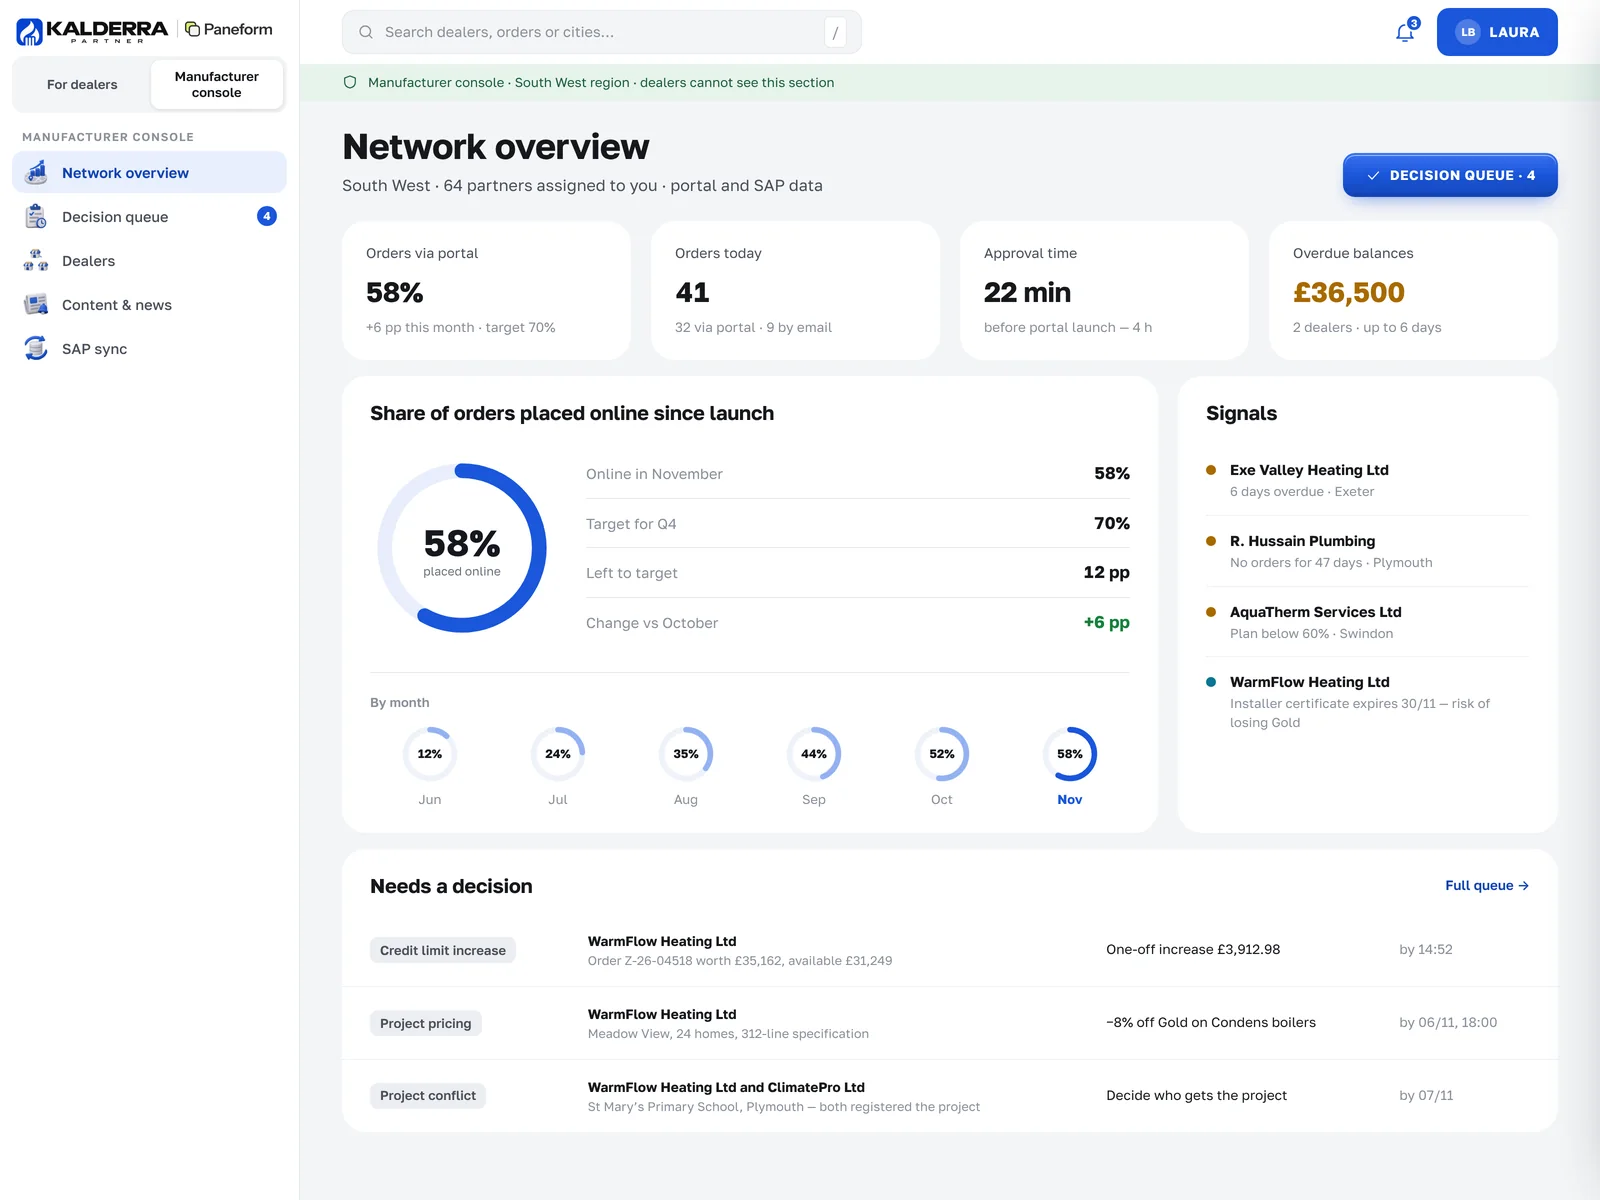 KALDERRA
PARTNER
Paneform
For dealers
Manufacturer
console
MANUFACTURER CONSOLE
Network overview
Decision queue
4
Dealers
Content & news
SAP sync
Search dealers, orders or cities...
/
3
LB
LAURA
Manufacturer console · South West region · dealers cannot see this section
Network overview
South West · 64 partners assigned to you · portal and SAP data
DECISION QUEUE · 4
Orders via portal
58%
+6 pp this month · target 70%
Orders today
41
32 via portal · 9 by email
Approval time
22 min
before portal launch — 4 h
Overdue balances
£36,500
2 dealers · up to 6 days
Share of orders placed online since launch
58%
placed online
Online in November
58%
Target for Q4
70%
Left to target
12 pp
Change vs October
+6 pp
By month
12%
24%
35%
44%
52%
58%
Jun
Jul
Aug
Sep
Oct
Nov
Signals
Exe Valley Heating Ltd
6 days overdue · Exeter
R. Hussain Plumbing
No orders for 47 days · Plymouth
AquaTherm Services Ltd
Plan below 60% · Swindon
WarmFlow Heating Ltd
Installer certificate expires 30/11 — risk of
losing Gold
Needs a decision
Full queue →
Credit limit increase
WarmFlow Heating Ltd
Order Z-26-04518 worth £35,162, available £31,249
One-off increase £3,912.98
by 14:52
Project pricing
WarmFlow Heating Ltd
Meadow View, 24 homes, 312-line specification
−8% off Gold on Condens boilers
by 06/11, 18:00
Project conflict
WarmFlow Heating Ltd and ClimatePro Ltd
St Mary's Primary School, Plymouth — both registered the project
Decide who gets the project
by 07/11